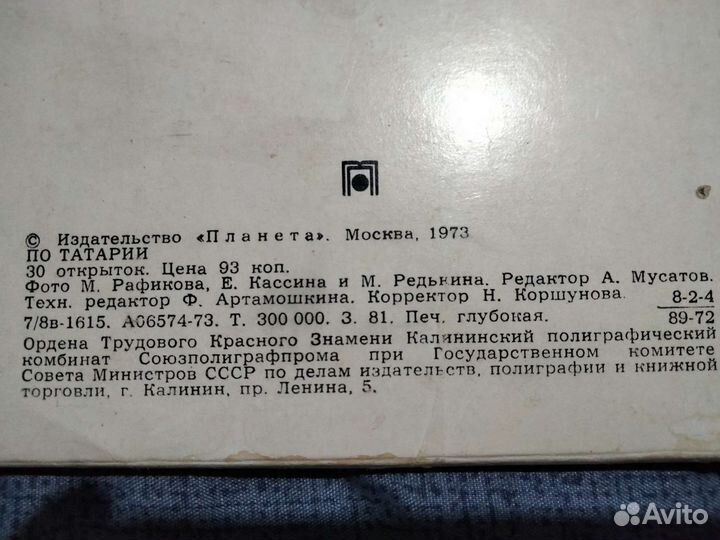 © Издательство «Планета». Москва, 1973
ПО ТАТАРИИ
30 открыток. Цена 93 коп.
Фото М. Рафикова, Е. Кассина и М. Редькина. Редактор А. Мусатов.
Техн. редактор Ф. Артамошкина. Корректор Н. Коршунова. 8-2-4
7/8в-1615. А06574-73. Т. 300 000. З. 81. Печ. глубокая. 89-72
Ордена Трудового Красного Знамени Калининский полиграфический
комбинат Союзполиграфпрома при Государственном комитете
Совета Министров СССР по делам издательств, полиграфии и книжной
торговли, г. Калинин, пр. Ленина, 5.
Avito